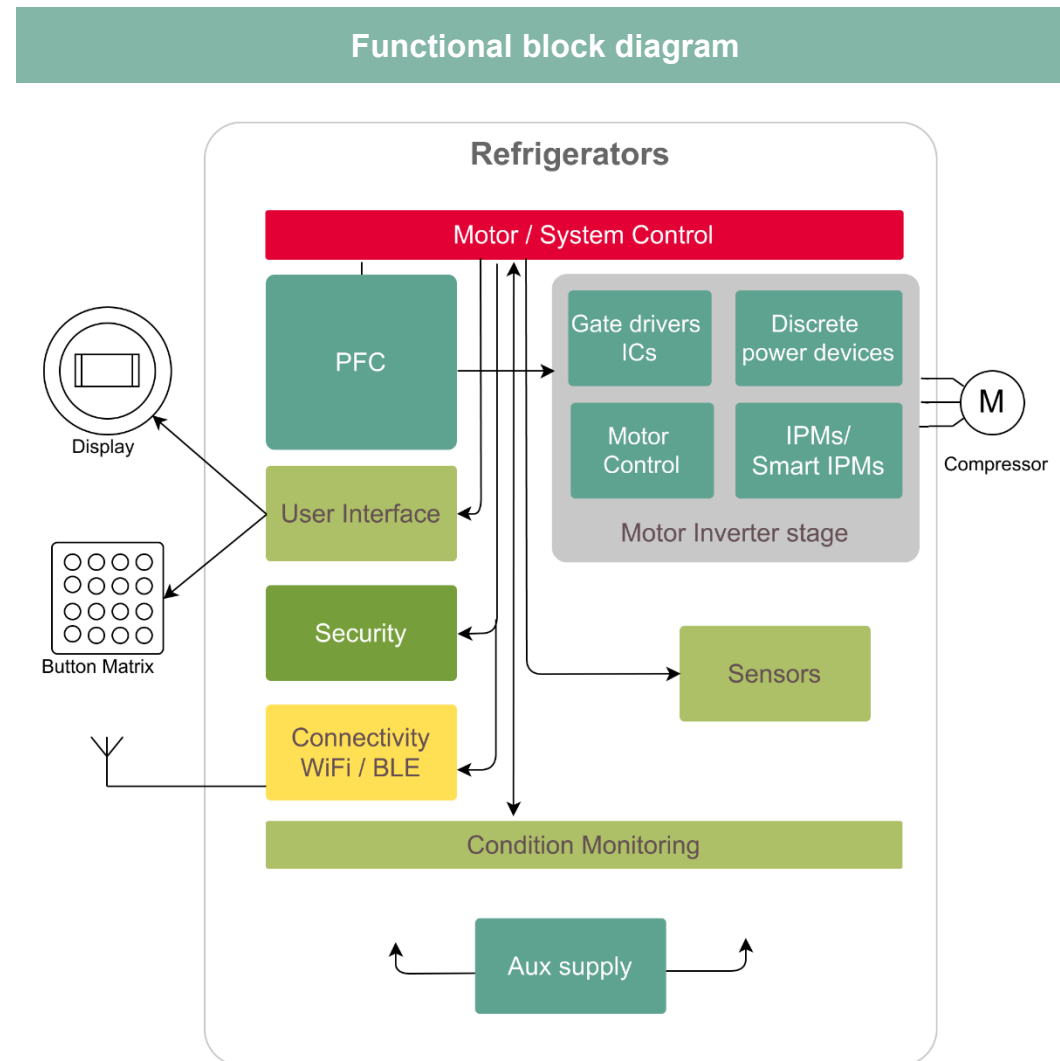 Functional block diagram
Refrigerators
Motor / System Control
PFC
Gate drivers
ICs
Discrete
power devices
Motor
Control
IPMs/
Smart IPMs
Motor Inverter stage
M
Compressor
Display
User Interface
Button Matrix
Security
Sensors
Connectivity
WiFi / BLE
Condition Monitoring
Aux supply